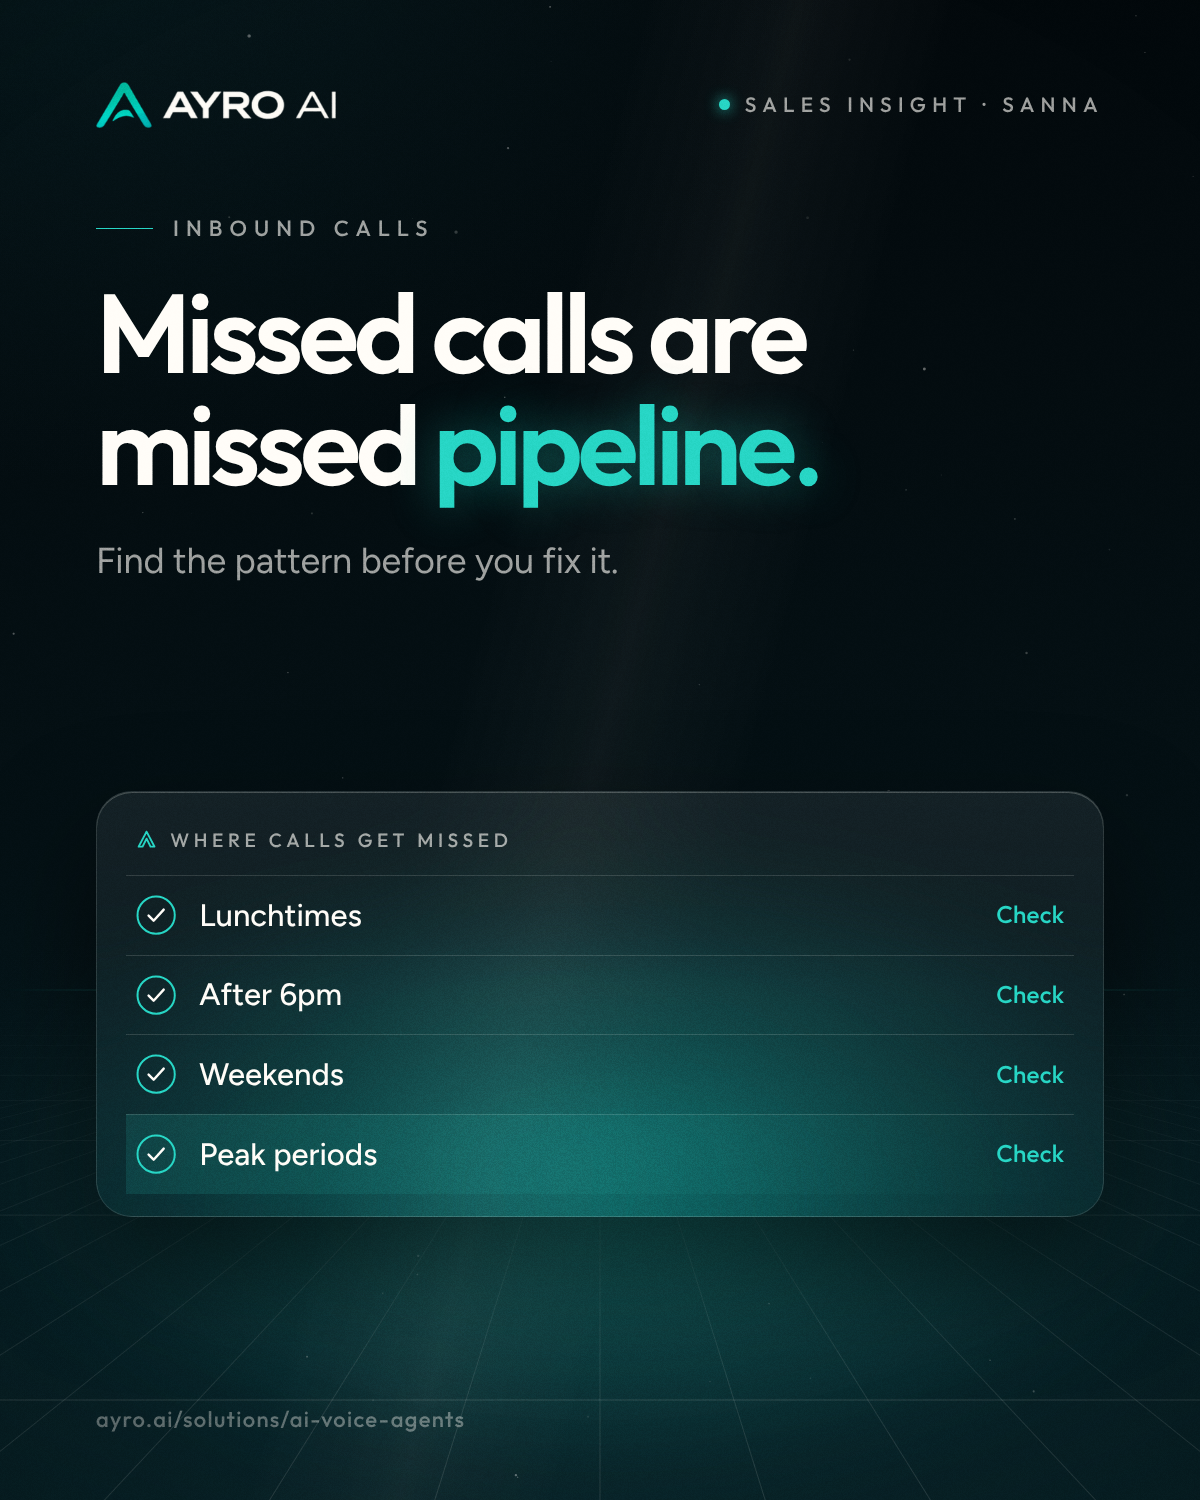 AYRO AI
SALES INSIGHT · SANNA
INBOUND CALLS
Missed calls are
missed pipeline.
Find the pattern before you fix it.
WHERE CALLS GET MISSED
Lunchtimes
Check
After 6pm
Check
Weekends
Check
Peak periods
Check
ayro.ai/solutions/ai-voice-agents